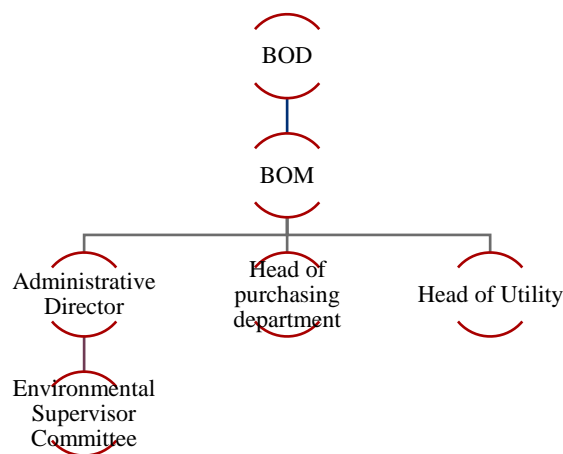 BOD
BOM
Administrative
Director
Head of
purchasing
department
Head of Utility
Environmental
Supervisor
Committee